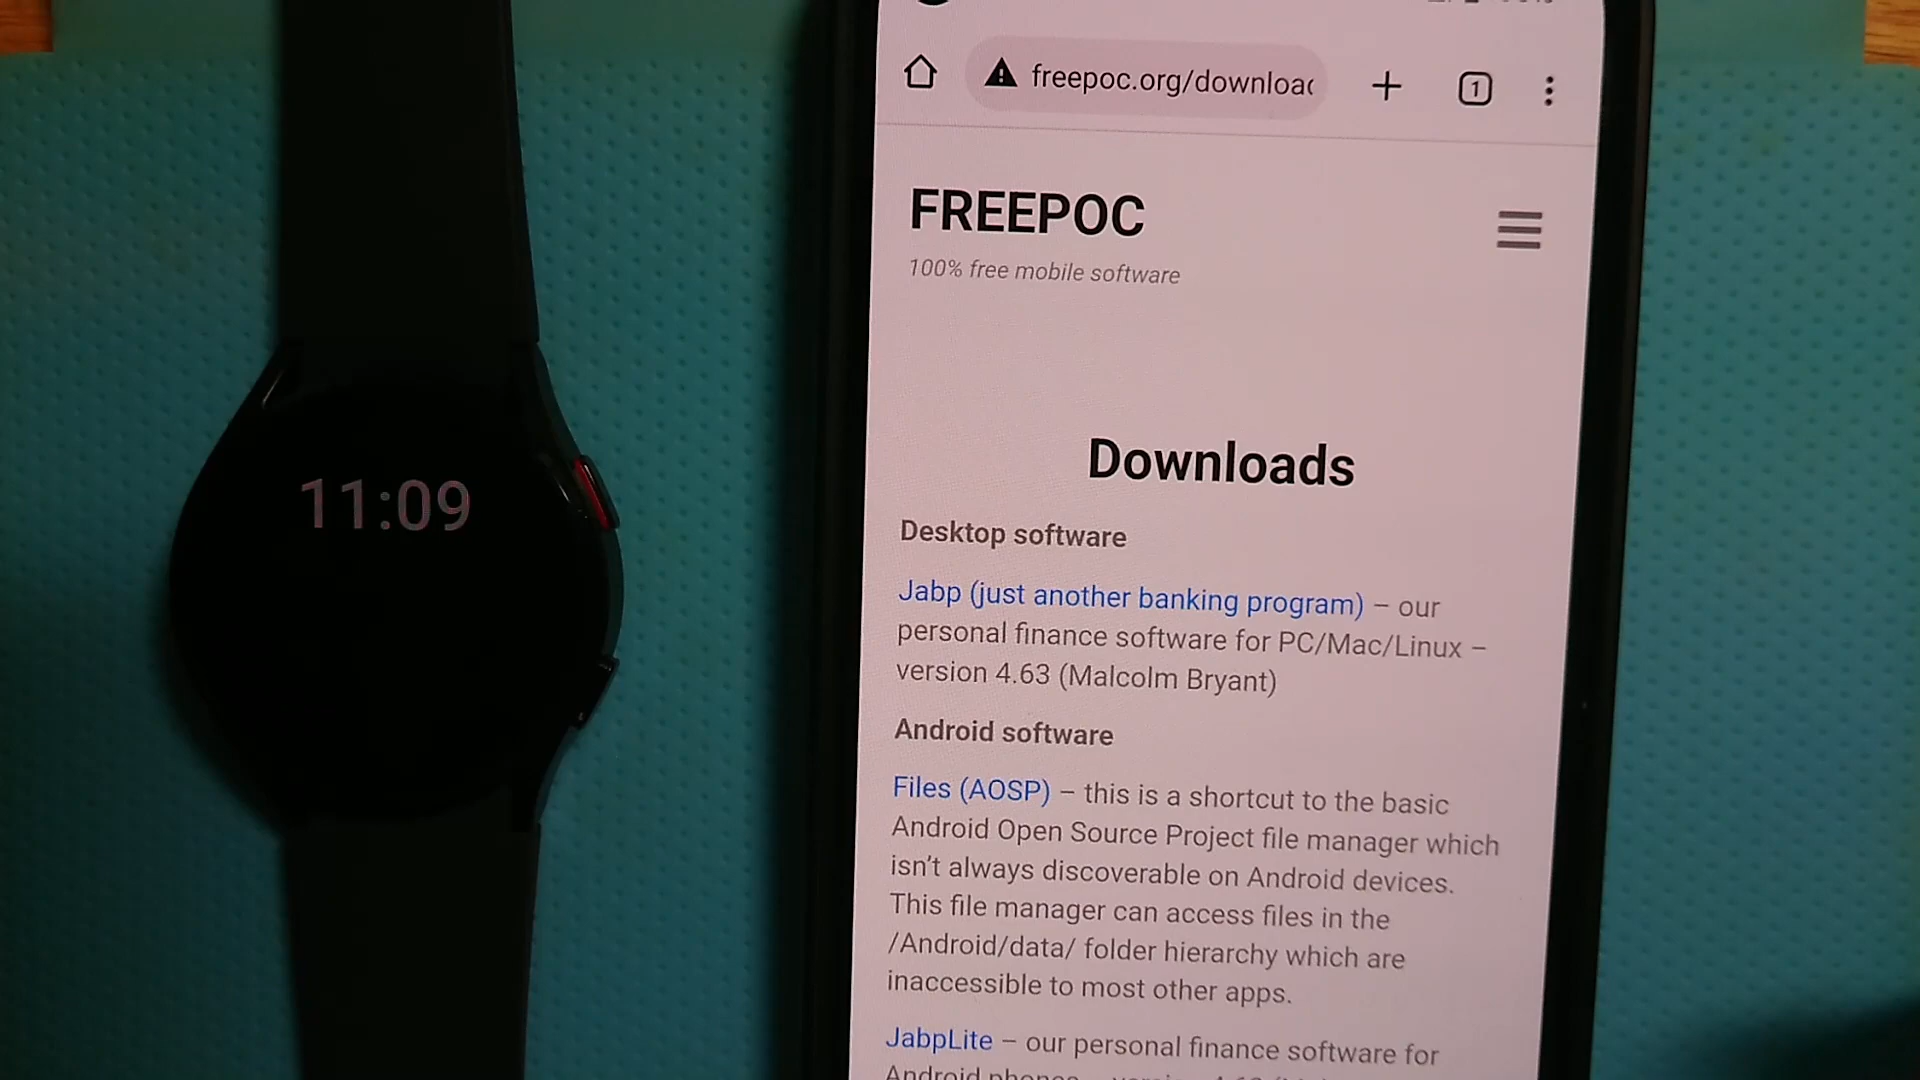 11:09
freepoc.org/downloac
1
FREEPOC
100% free mobile software
Downloads
Desktop software
Jabp (just another banking program) – our
personal finance software for PC/Mac/Linux –
version 4.63 (Malcolm Bryant)
Android software
Files (AOSP) – this is a shortcut to the basic
Android Open Source Project file manager which
isn’t always discoverable on Android devices.
This file manager can access files in the
/Android/data/ folder hierarchy which are
inaccessible to most other apps.
JabpLite – our personal finance software for
Android phones